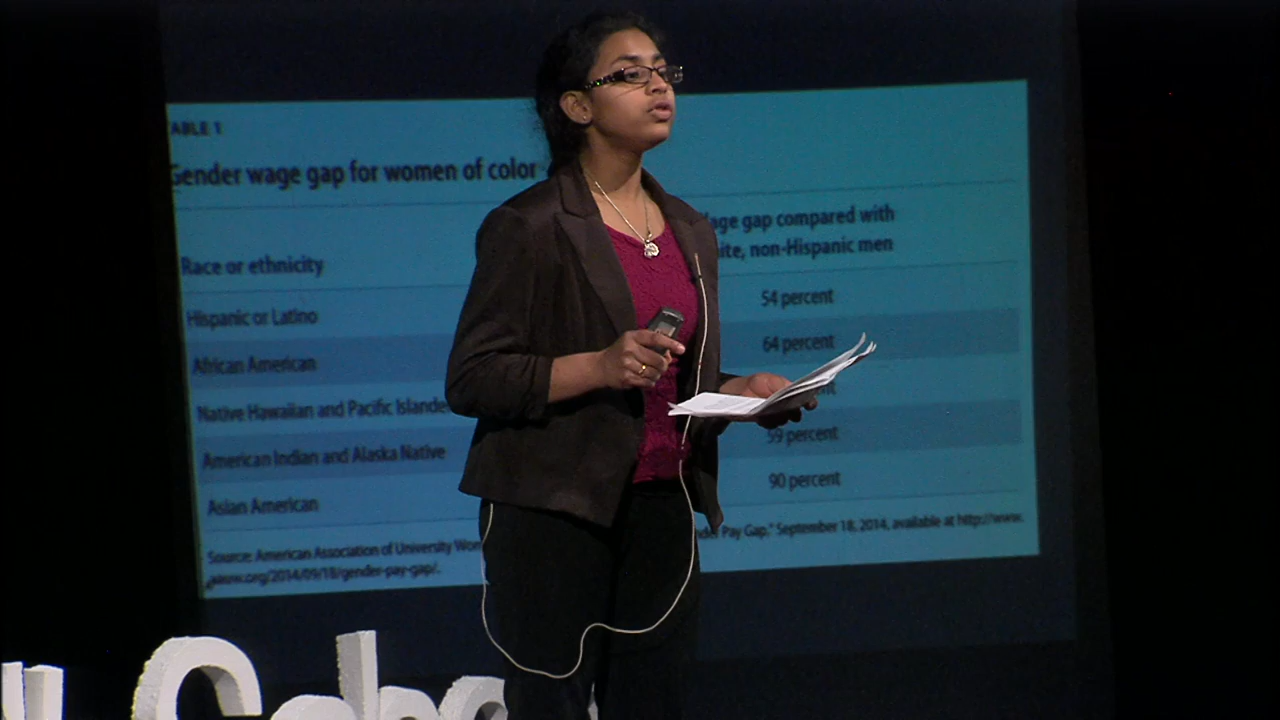 ABLE 1
Gender wage gap for women of color
age gap compared with
ite, non-Hispanic men
Race or ethnicity
Hispanic or Latino 54 percent
African American 64 percent
Native Hawaiian and Pacific Islande
American Indian and Alaska Native 59 percent
Asian American 90 percent
Source: American Association of University Wom der Pay Gap," September 18, 2014, available at http://www.
aauw.org/2014/09/18/gender-pay-gap/.